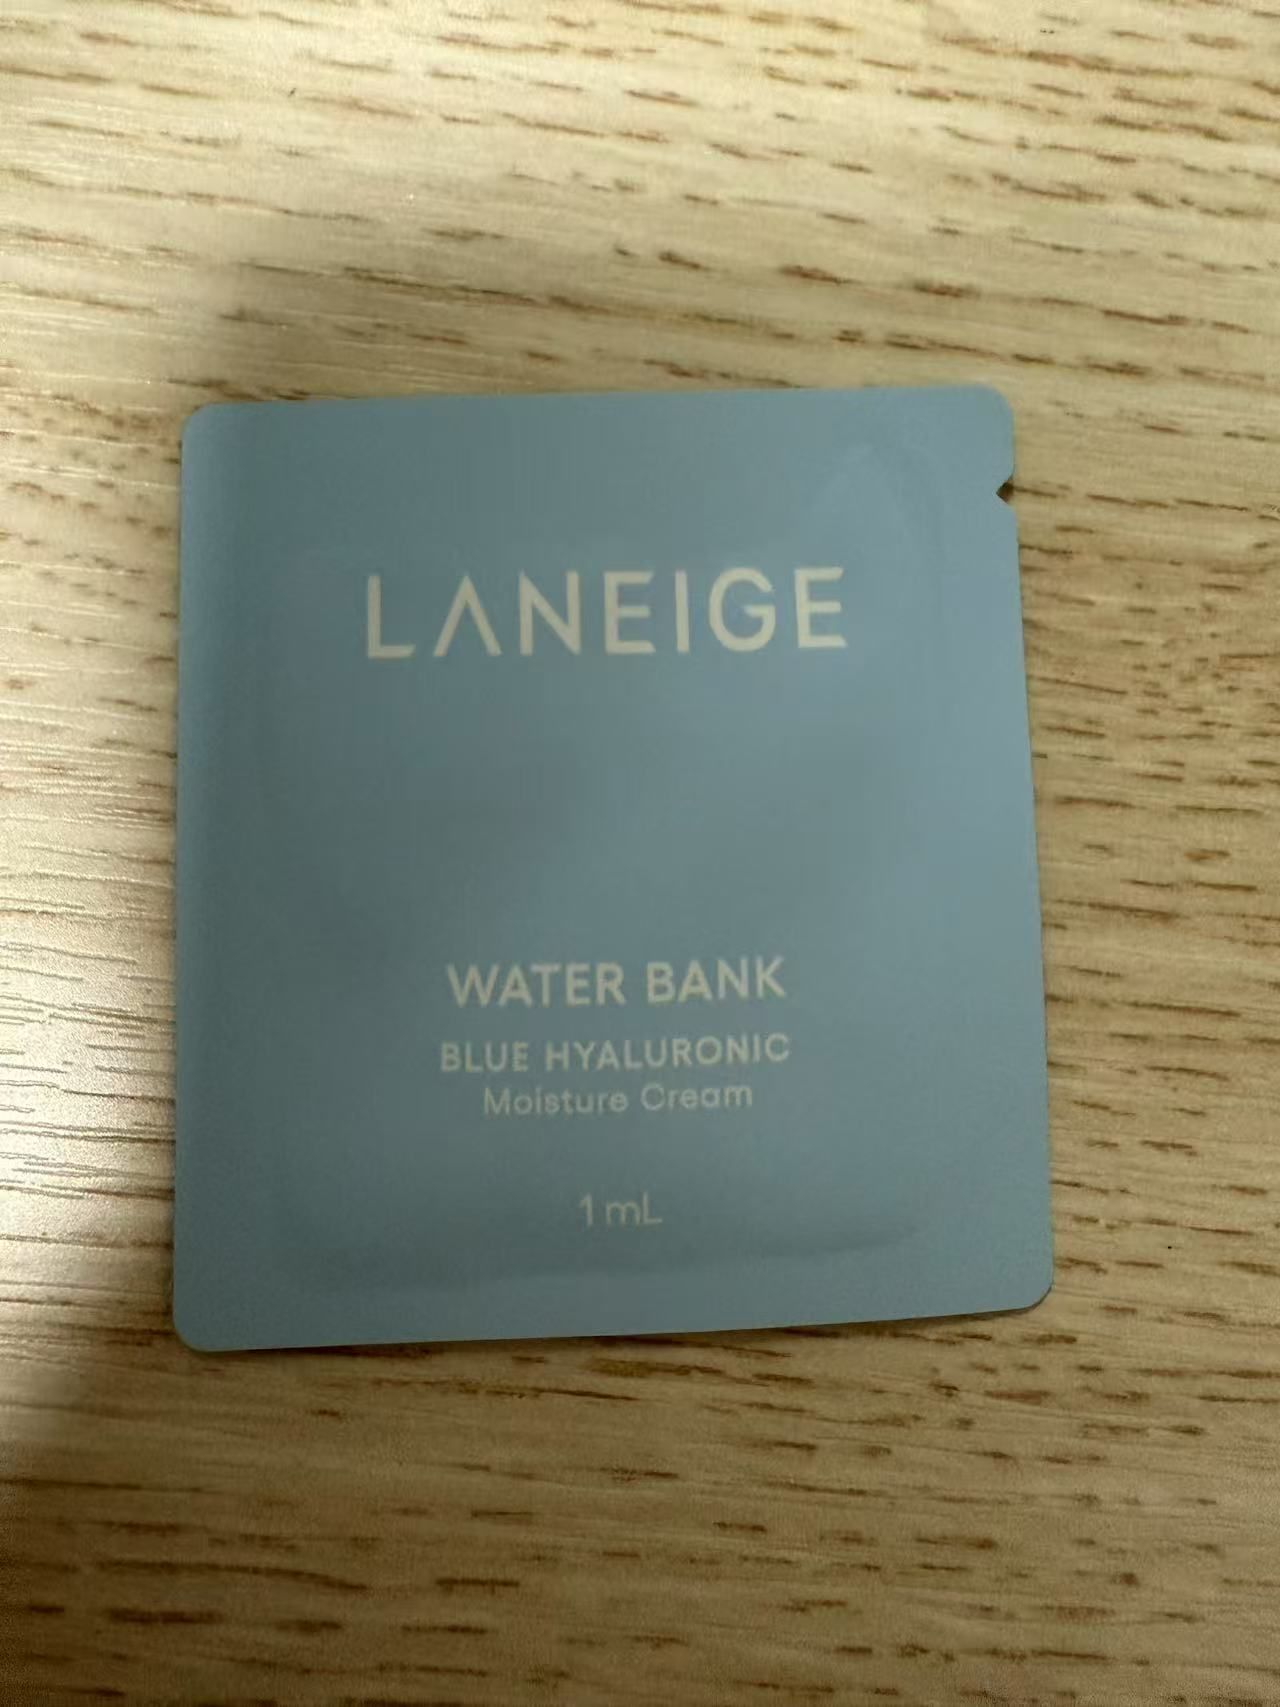 LANEIGE
WATER BANK
BLUE HYALURONIC
Moisture Cream
1 mL